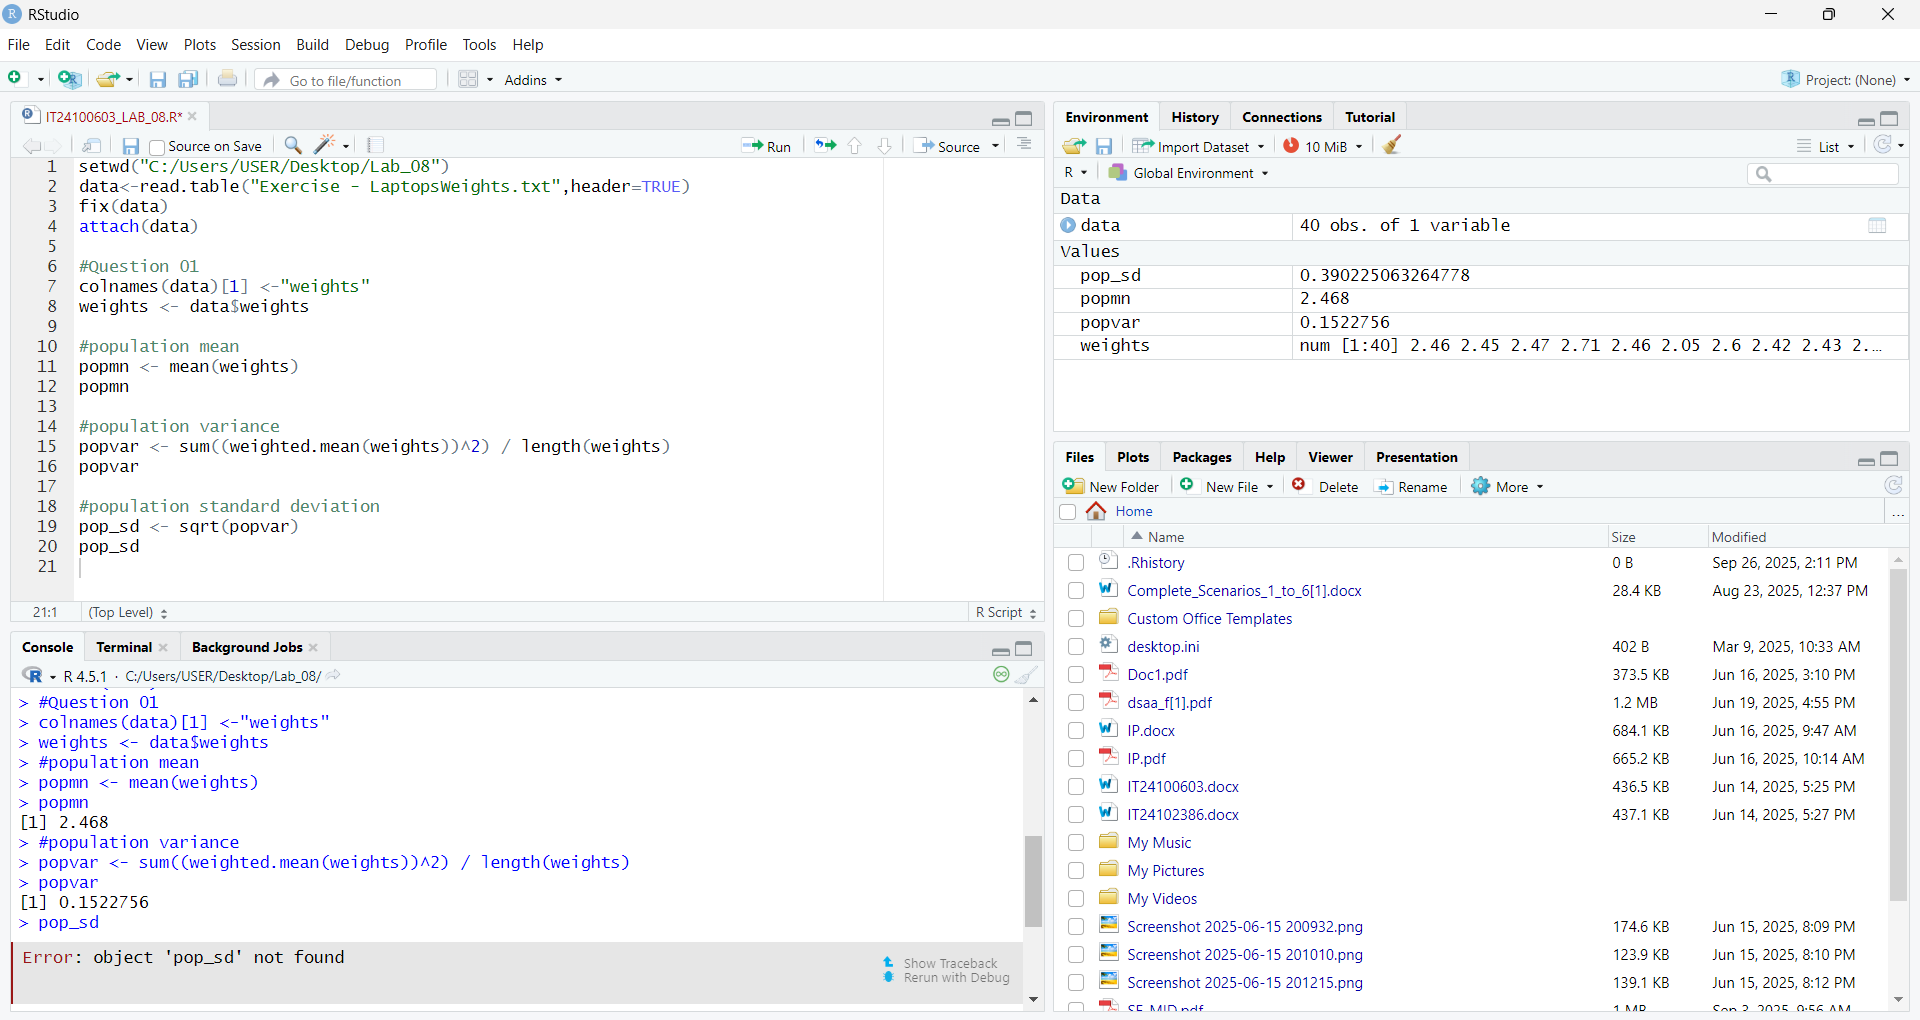 RStudio
File Edit Code View Plots Session Build Debug Profile Tools Help
Go to file/function Addins Project: (None)
IT24100603_LAB_08.R*
Source on Save Run Source
1 setwd("C:/Users/USER/Desktop/Lab_08")
2 data<-read.table("Exercise - LaptopsWeights.txt",header=TRUE)
3 fix(data)
4 attach(data)
5
6 #Question 01
7 colnames(data)[1] <-"weights"
8 weights <- data$weights
9
10 #population mean
11 popmn <- mean(weights)
12 popmn
13
14 #population variance
15 popvar <- sum((weighted.mean(weights))^2) / length(weights)
16 popvar
17
18 #population standard deviation
19 pop_sd <- sqrt(popvar)
20 pop_sd
21
21:1 (Top Level) R Script
Console Terminal Background Jobs
R 4.5.1 · C:/Users/USER/Desktop/Lab_08/
> #Question 01
> colnames(data)[1] <-"weights"
> weights <- data$weights
> #population mean
> popmn <- mean(weights)
> popmn
[1] 2.468
> #population variance
> popvar <- sum((weighted.mean(weights))^2) / length(weights)
> popvar
[1] 0.1522756
> pop_sd
Error: object 'pop_sd' not found
Show Traceback
Rerun with Debug
Environment History Connections Tutorial
Import Dataset 10 MiB List
R Global Environment
Data
data 40 obs. of 1 variable
Values
pop_sd 0.390225063264778
popmn 2.468
popvar 0.1522756
weights num [1:40] 2.46 2.45 2.47 2.71 2.46 2.05 2.6 2.42 2.43 2....
Files Plots Packages Help Viewer Presentation
New Folder New File Delete Rename More
Home ...
Name Size Modified
.Rhistory 0 B Sep 26, 2025, 2:11 PM
Complete_Scenarios_1_to_6[1].docx 28.4 KB Aug 23, 2025, 12:37 PM
Custom Office Templates
desktop.ini 402 B Mar 9, 2025, 10:33 AM
Doc1.pdf 373.5 KB Jun 16, 2025, 3:10 PM
dsaa_f[1].pdf 1.2 MB Jun 19, 2025, 4:55 PM
IP.docx 684.1 KB Jun 16, 2025, 9:47 AM
IP.pdf 665.2 KB Jun 16, 2025, 10:14 AM
IT24100603.docx 436.5 KB Jun 14, 2025, 5:25 PM
IT24102386.docx 437.1 KB Jun 14, 2025, 5:27 PM
My Music
My Pictures
My Videos
Screenshot 2025-06-15 200932.png 174.6 KB Jun 15, 2025, 8:09 PM
Screenshot 2025-06-15 201010.png 123.9 KB Jun 15, 2025, 8:10 PM
Screenshot 2025-06-15 201215.png 139.1 KB Jun 15, 2025, 8:12 PM